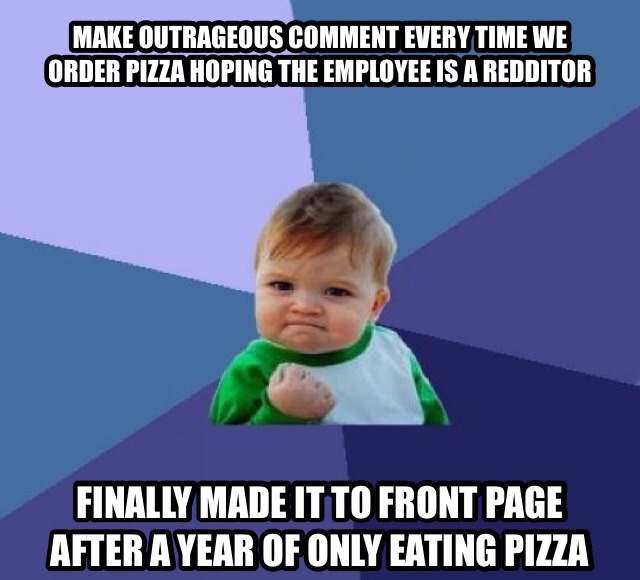 MAKE OUTRAGEOUS COMMENT EVERY TIME WE
ORDER PIZZA HOPING THE EMPLOYEE IS A REDDITOR
FINALLY MADE IT TO FRONT PAGE
AFTER A YEAR OF ONLY EATING PIZZA